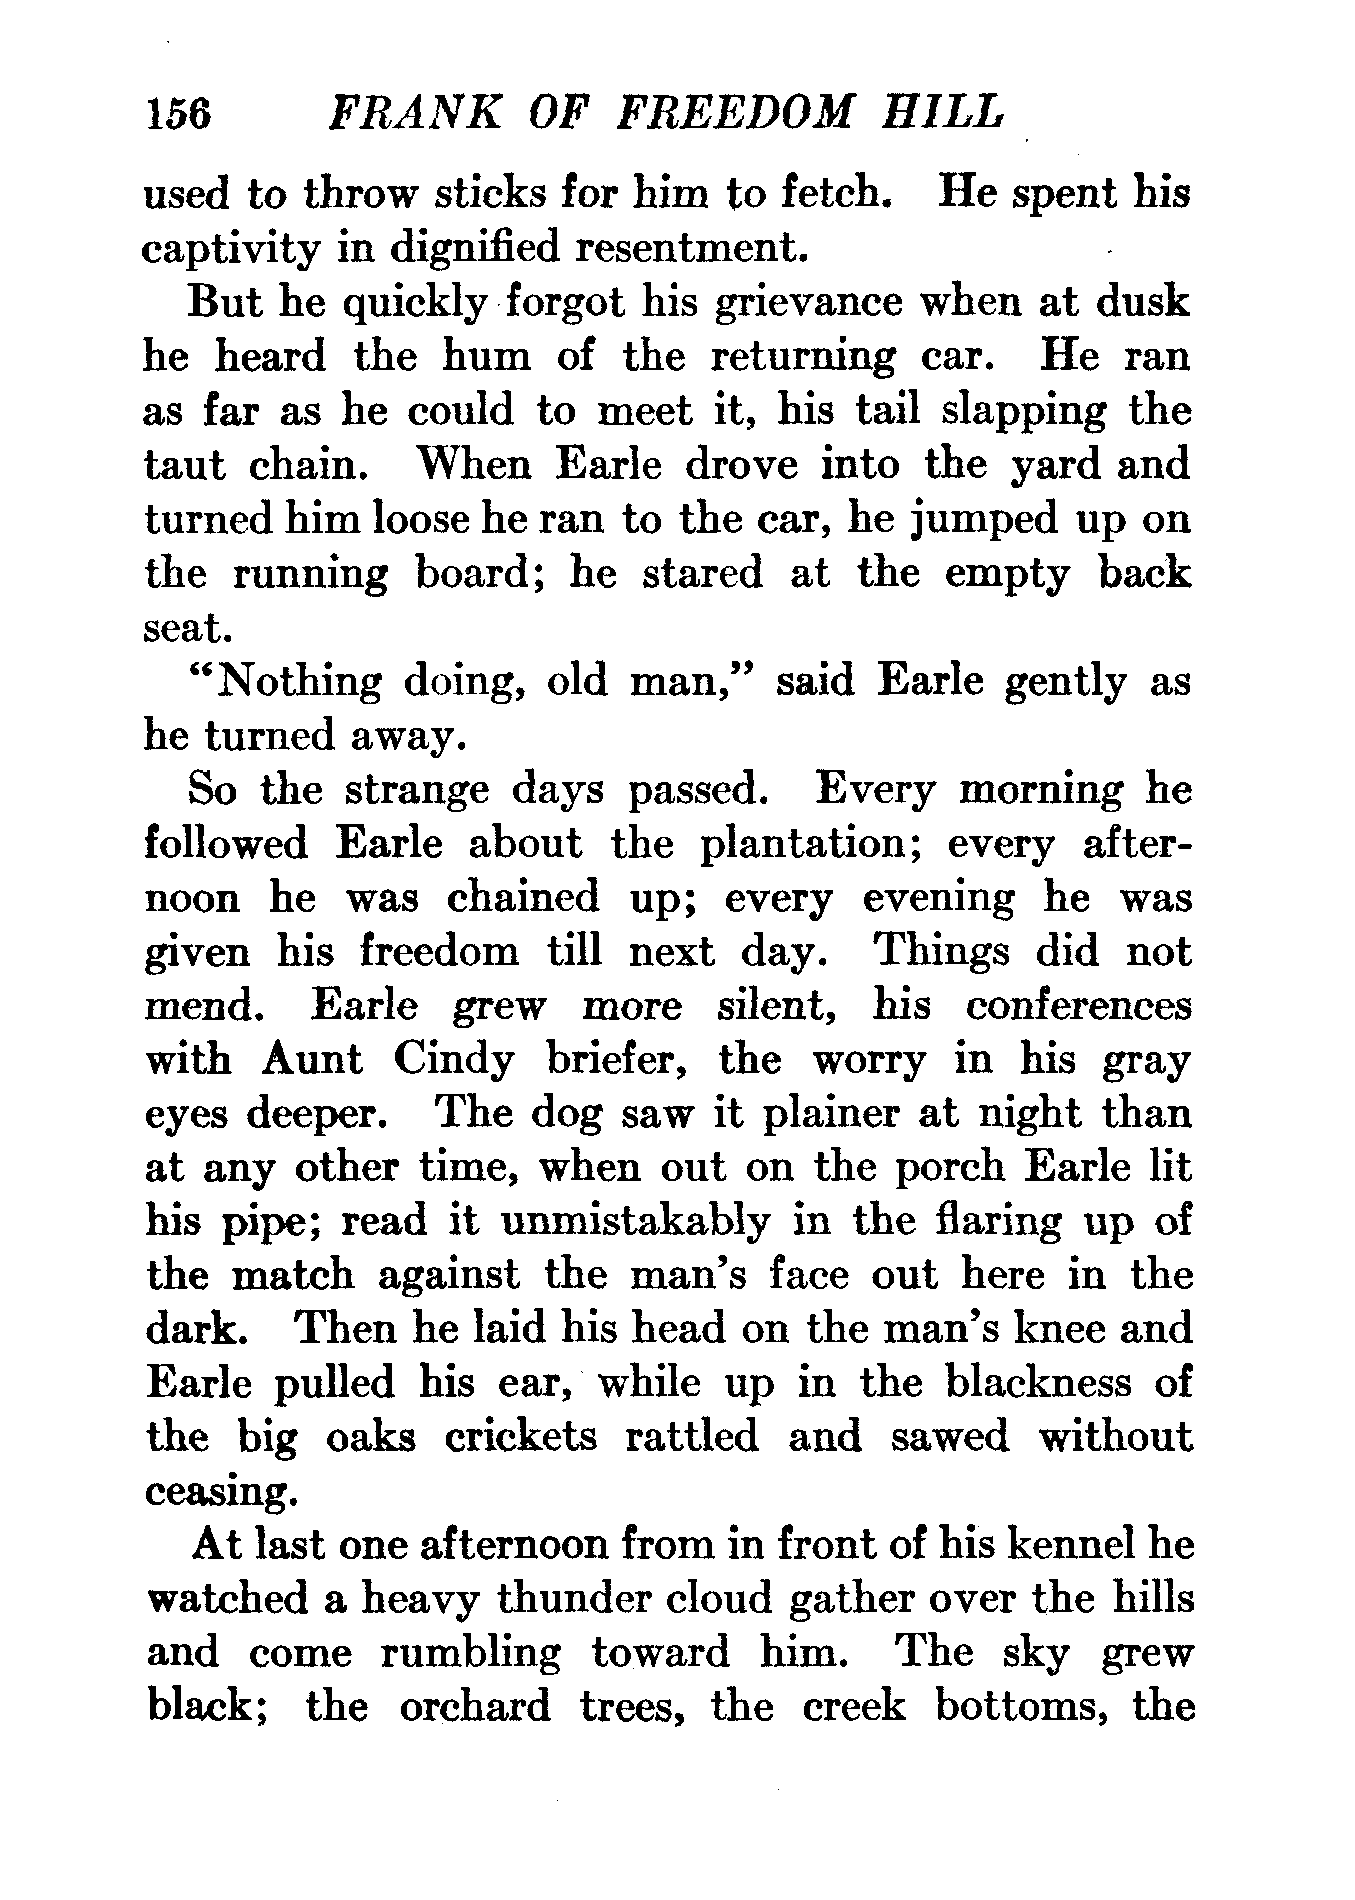 156 FRANK OF FREEDOM HILL
used to throw sticks for him to fetch. He spent his
captivity in dignified resentment.
But he quickly forgot his grievance when at dusk
he heard the hum of the returning car. He ran
as far as he could to meet it, his tail slapping the
taut chain. When Earle drove into the yard and
turned him loose he ran to the car, he jumped up on
the running board; he stared at the empty back
seat.
“Nothing doing, old man,” said Earle gently as
he turned away.
So the strange days passed. Every morning he
followed Earle about the plantation; every after-
noon he was chained up; every evening he was
given his freedom till next day. Things did not
mend. Earle grew more silent, his conferences
with Aunt Cindy briefer, the worry in his gray
eyes deeper. The dog saw it plainer at night than
at any other time, when out on the porch Earle lit
his pipe; read it unmistakably in the flaring up of
the match against the man’s face out here in the
dark. Then he laid his head on the man’s knee and
Earle pulled his ear, while up in the blackness of
the big oaks crickets rattled and sawed without
ceasing.
At last one afternoon from in front of his kennel he
watched a heavy thunder cloud gather over the hills
and come rumbling toward him. The sky grew
black; the orchard trees, the creek bottoms, the